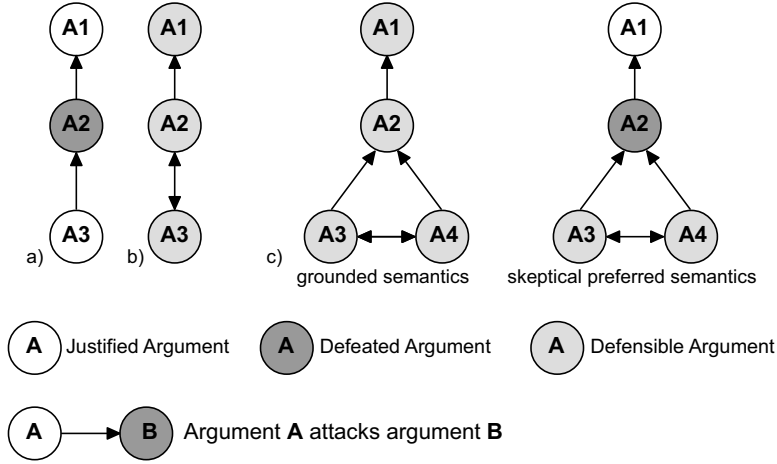 A1 A1 A1 A1
A2 A2 A2 A2
A3 A3 A3 A4 A3 A4
a) b) c)
grounded semantics skeptical preferred semantics
A Justified Argument A Defeated Argument A Defensible Argument
A B Argument A attacks argument B